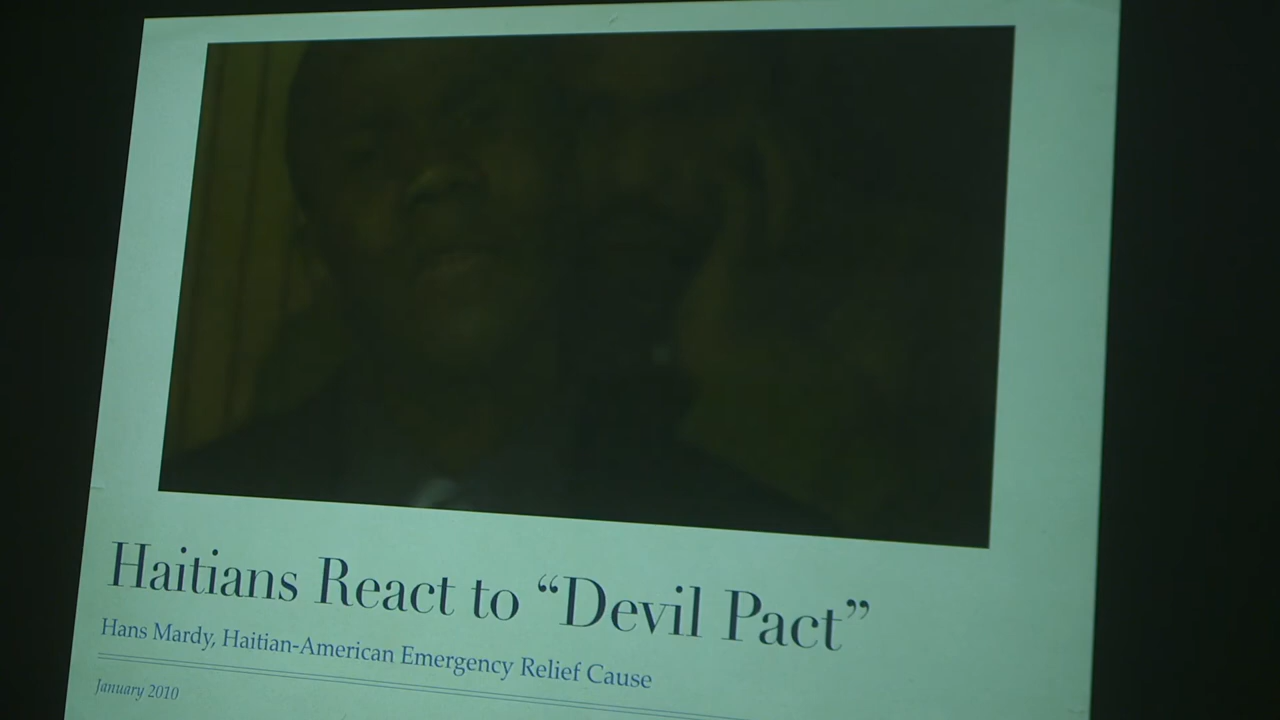 Haitians React to “Devil Pact”
Hans Mardy, Haitian-American Emergency Relief Cause
January 2010